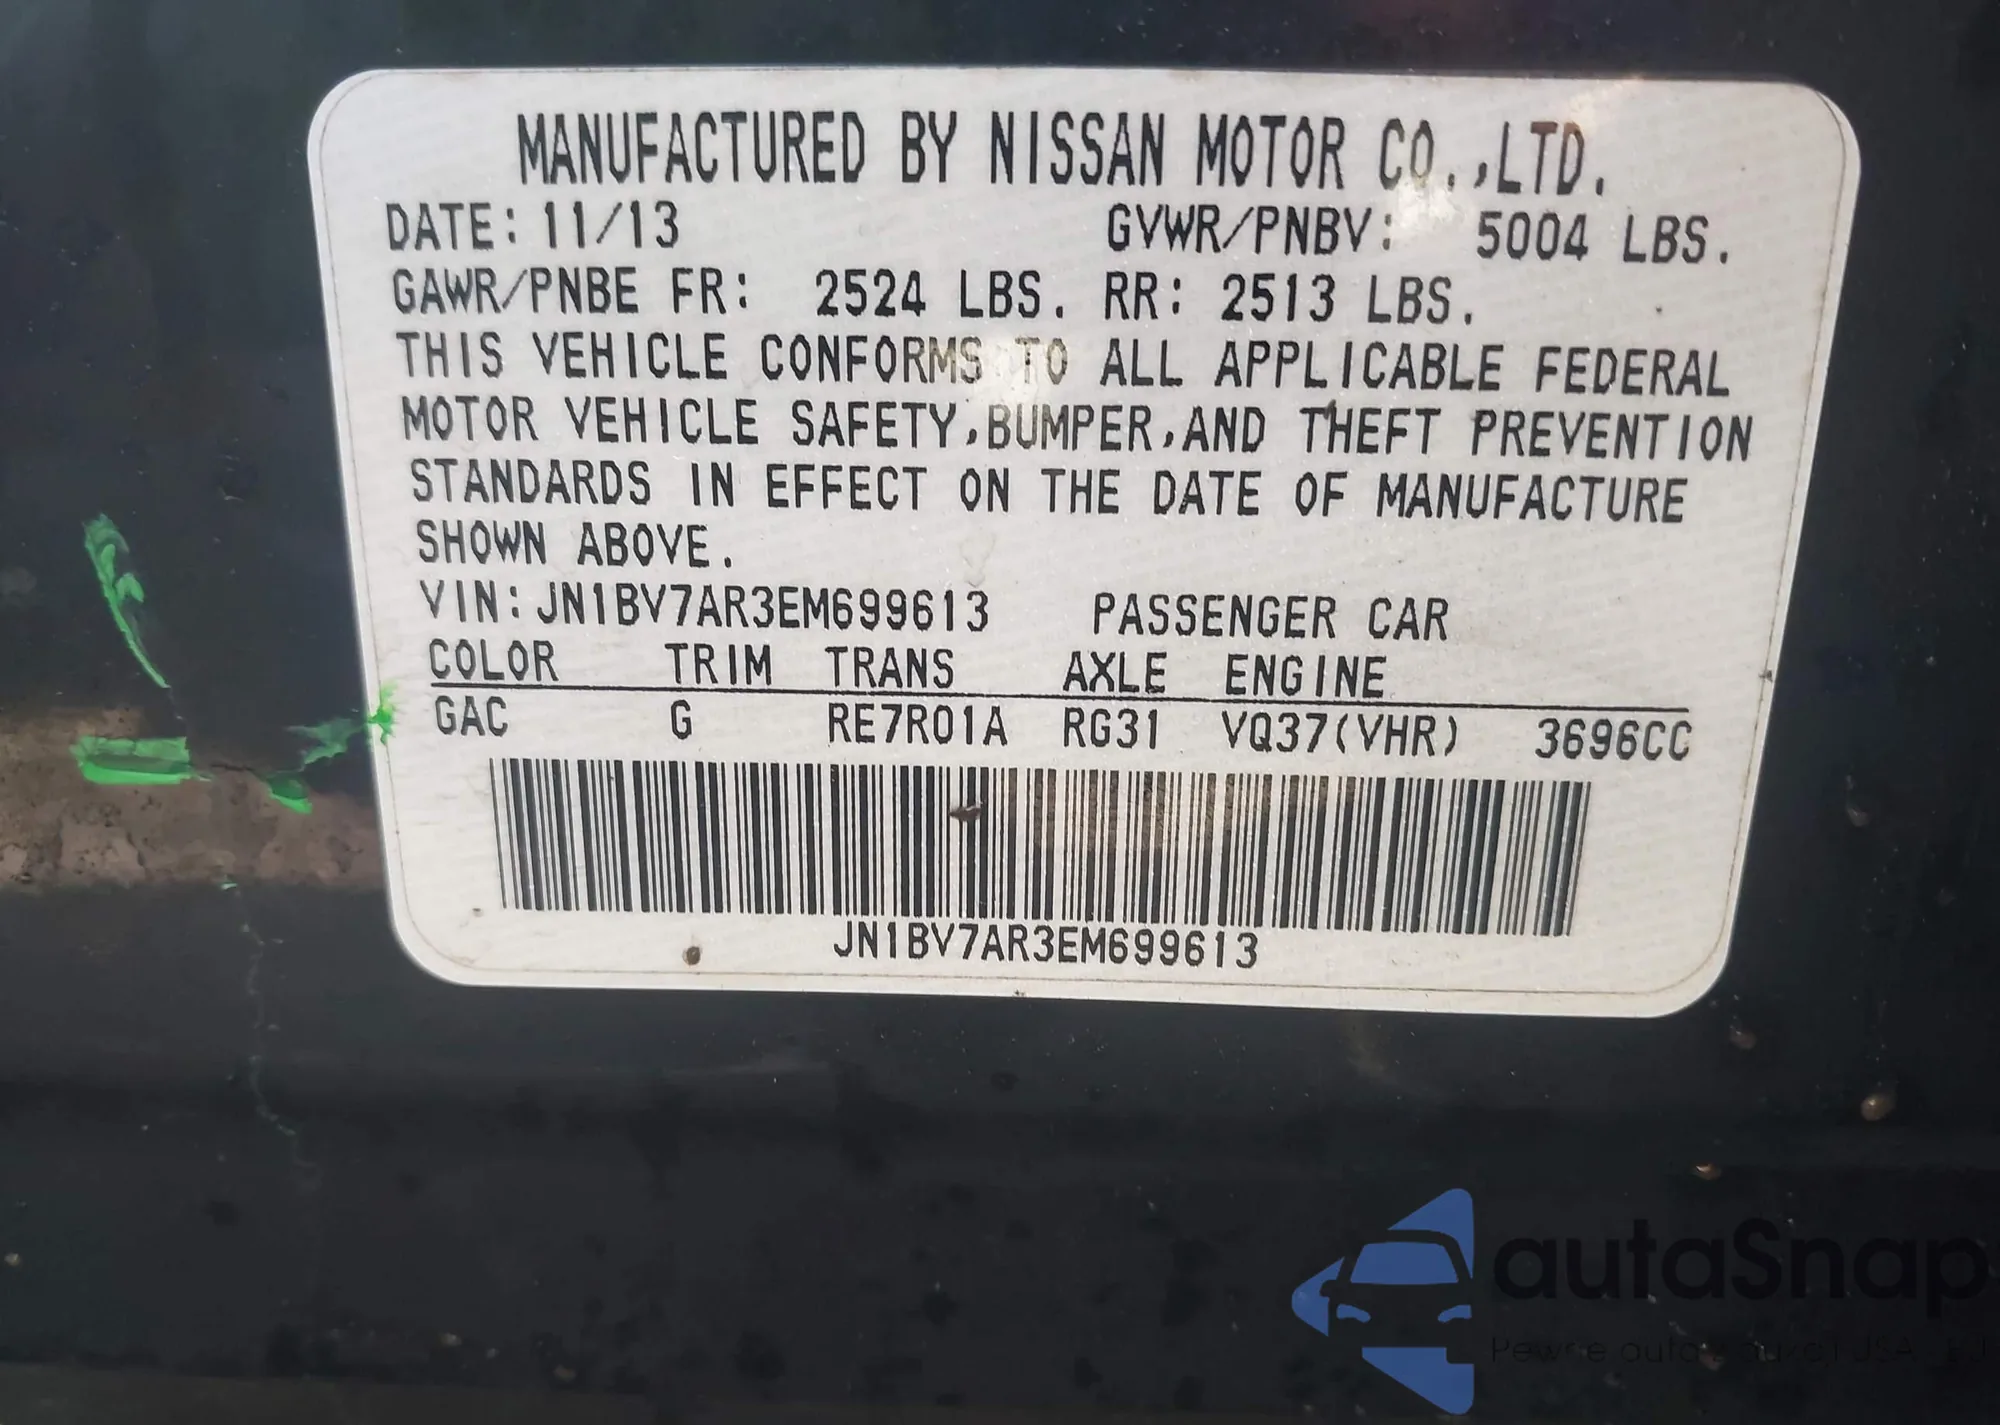 MANUFACTURED BY NISSAN MOTOR CO.,LTD.
DATE: 11/13 GVWR/PNBV: 5004 LBS.
GAWR/PNBE FR: 2524 LBS. RR: 2513 LBS.
THIS VEHICLE CONFORMS TO ALL APPLICABLE FEDERAL
MOTOR VEHICLE SAFETY,BUMPER,AND THEFT PREVENTION
STANDARDS IN EFFECT ON THE DATE OF MANUFACTURE
SHOWN ABOVE.
VIN: JN1BV7AR3EM699613 PASSENGER CAR
COLOR TRIM TRANS AXLE ENGINE
GAC G RE7R01A RG31 VQ37(VHR) 3696CC
JN1BV7AR3EM699613
autaSnap
auta USA